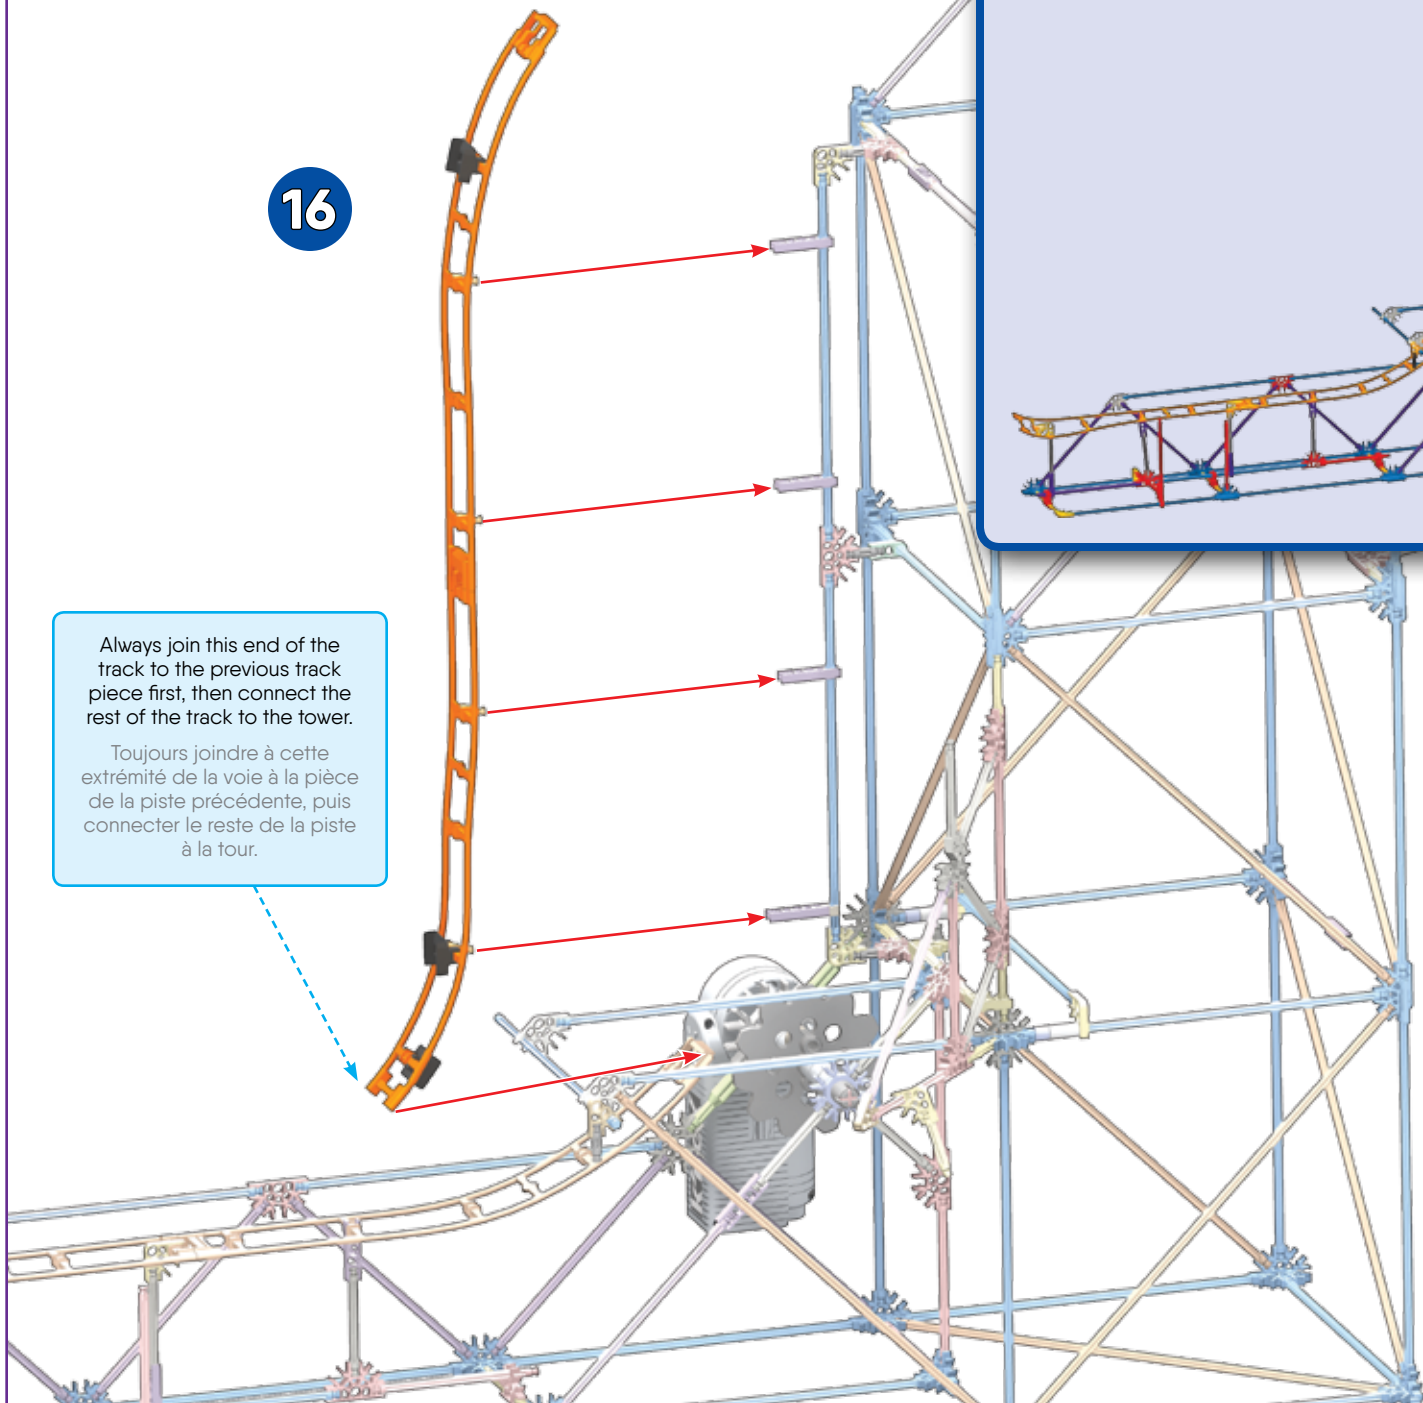 16
Always join this end of the
track to the previous track
piece first, then connect the
rest of the track to the tower.
Toujours joindre à cette
extrémité de la voie à la pièce
de la piste précédente, puis
connecter le reste de la piste
à la tour.